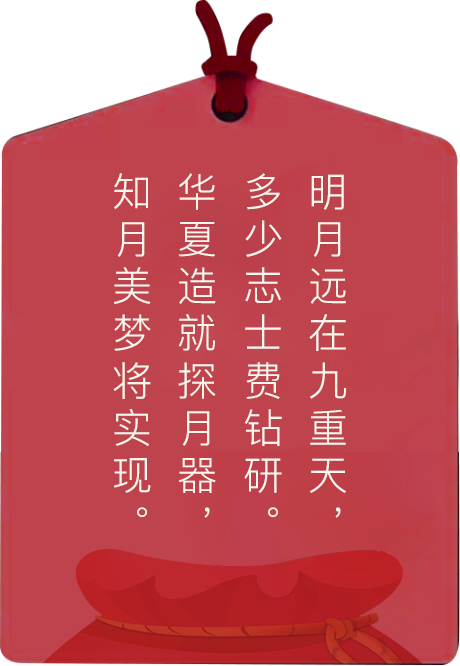 明月远在九重天，
多少志士费钻研。
华夏造就探月器，
知月美梦将实现。